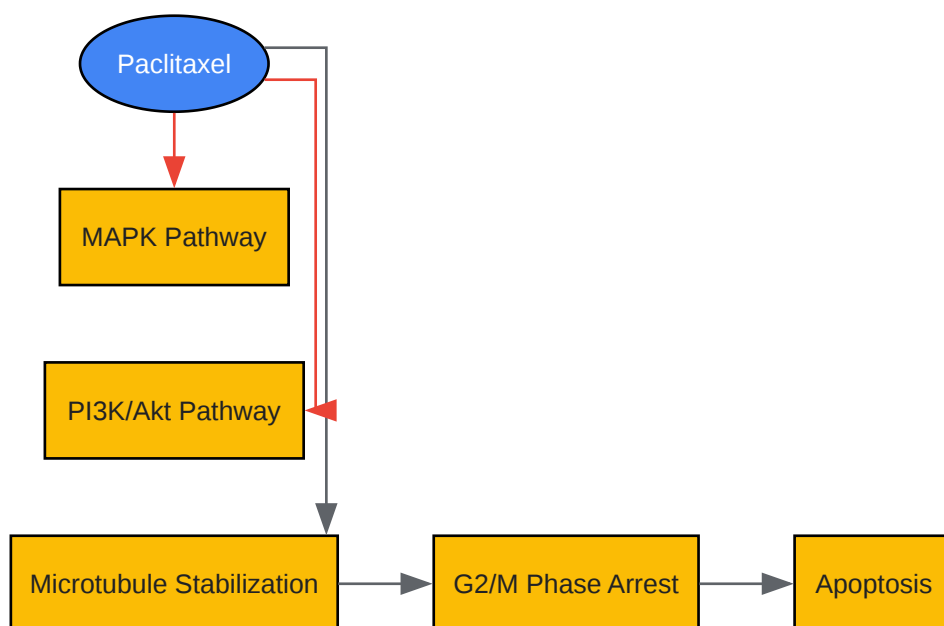 Paclitaxel
MAPK Pathway
PI3K/Akt Pathway
Microtubule Stabilization
G2/M Phase Arrest
Apoptosis